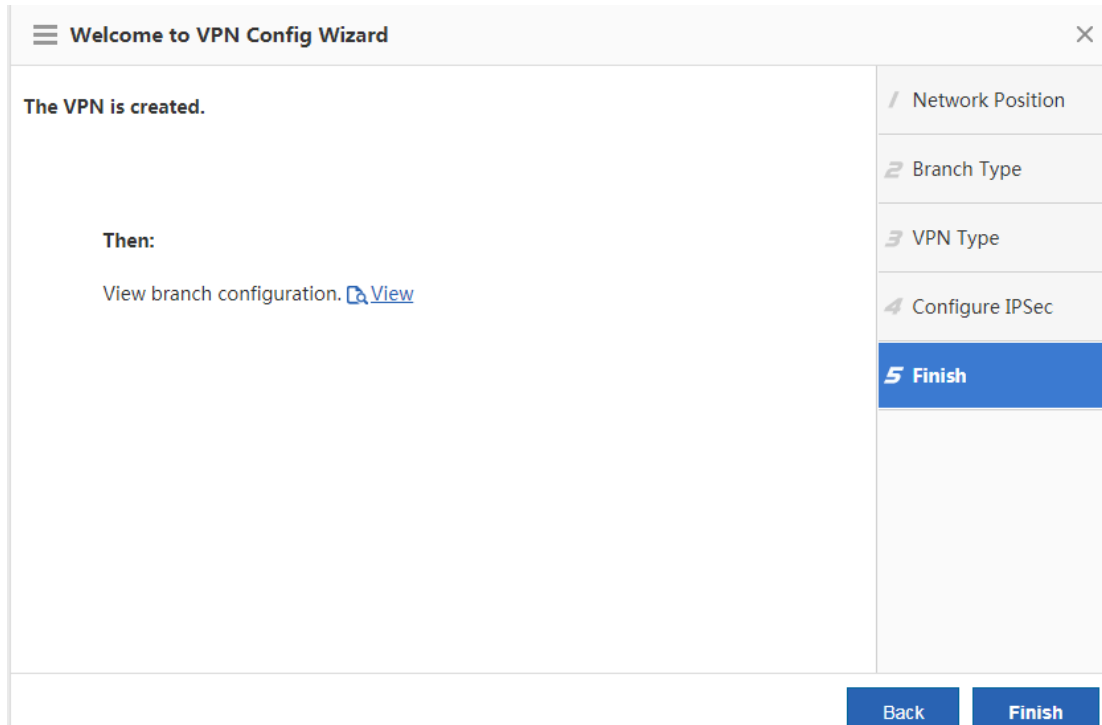 Welcome to VPN Config Wizard
The VPN is created.
Then:
View branch configuration. View
1 Network Position
2 Branch Type
3 VPN Type
4 Configure IPSec
5 Finish
Back
Finish